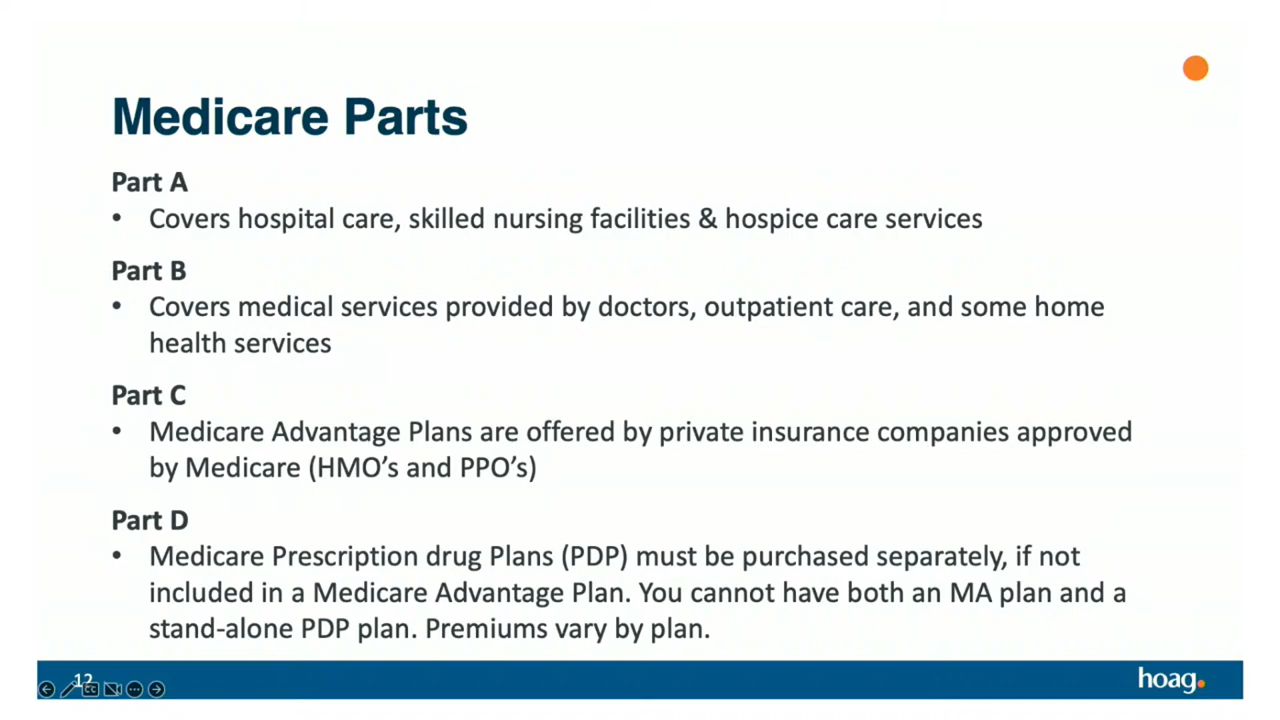 Medicare Parts
Part A
• Covers hospital care, skilled nursing facilities & hospice care services
Part B
• Covers medical services provided by doctors, outpatient care, and some home
health services
Part C
• Medicare Advantage Plans are offered by private insurance companies approved
by Medicare (HMO’s and PPO’s)
Part D
• Medicare Prescription drug Plans (PDP) must be purchased separately, if not
included in a Medicare Advantage Plan. You cannot have both an MA plan and a
stand-alone PDP plan. Premiums vary by plan.
12
CC
hoag.